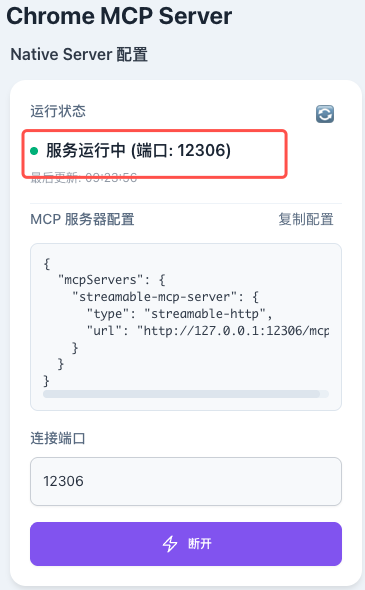 Chrome MCP Server
Native Server 配置
运行状态
服务运行中 (端口: 12306)
最后更新: 09:23:56
MCP 服务器配置
复制配置
{
"mcpServers": {
"streamable-mcp-server": {
"type": "streamable-http",
"url": "http://127.0.0.1:12306/mcp
}
}
}
连接端口
12306
断开